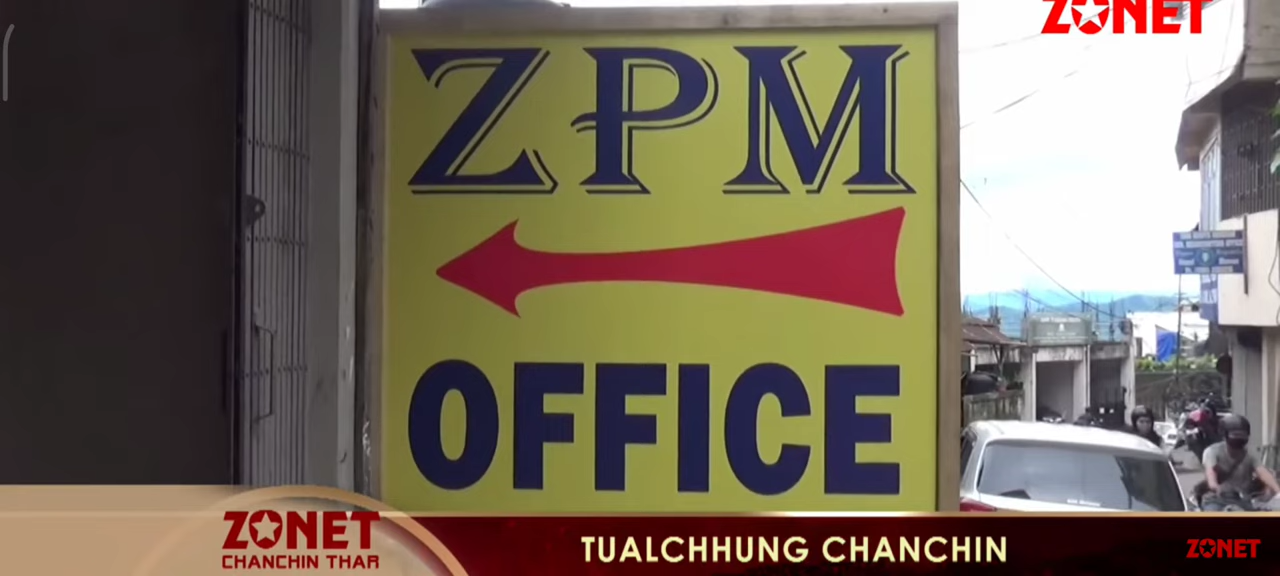 ZONET
ZPM
OFFICE
ZONET
CHANCHIN THAR
TUALCHHUNG CHANCHIN
ZONET